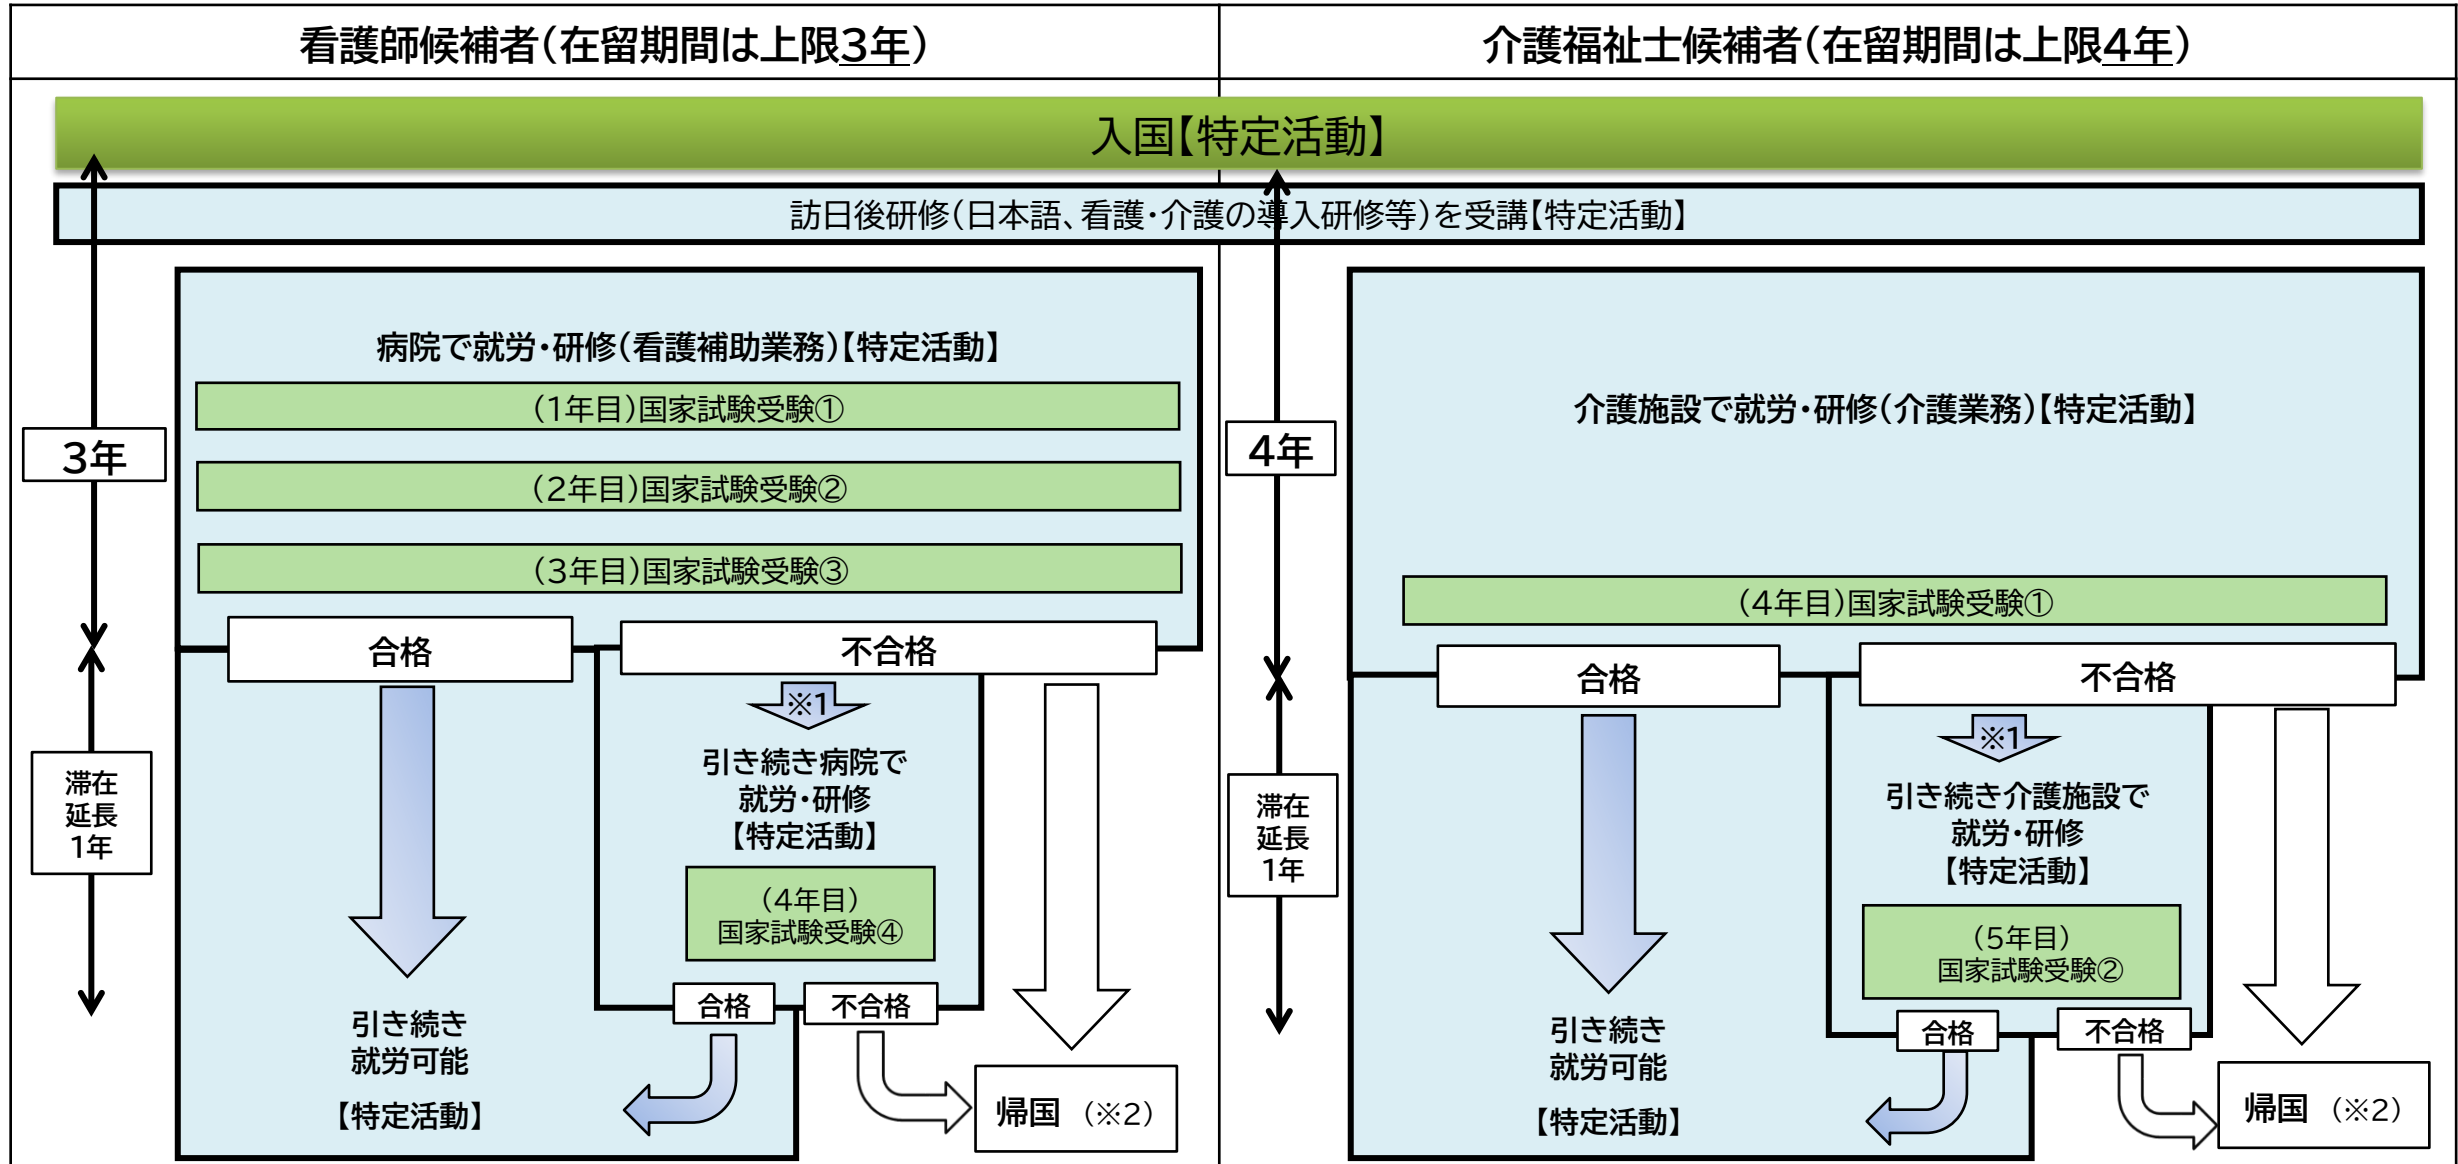 看護師候補者(在留期間は上限3年)
介護福祉士候補者(在留期間は上限4年)
入国【特定活動】
訪日後研修(日本語、看護・介護の導入研修等)を受講【特定活動】
病院で就労・研修(看護補助業務)【特定活動】
(1年目)国家試験受験①
(2年目)国家試験受験②
(3年目)国家試験受験③
3年
合格
不合格
※1
引き続き病院で
就労・研修
【特定活動】
滞在
延長
1年
(4年目)
国家試験受験④
合格
不合格
引き続き
就労可能
【特定活動】
帰国 (※2)
介護施設で就労・研修(介護業務)【特定活動】
4年
(4年目)国家試験受験①
合格
不合格
※1
引き続き介護施設で
就労・研修
【特定活動】
滞在
延長
1年
(5年目)
国家試験受験②
合格
不合格
引き続き
就労可能
【特定活動】
帰国 (※2)